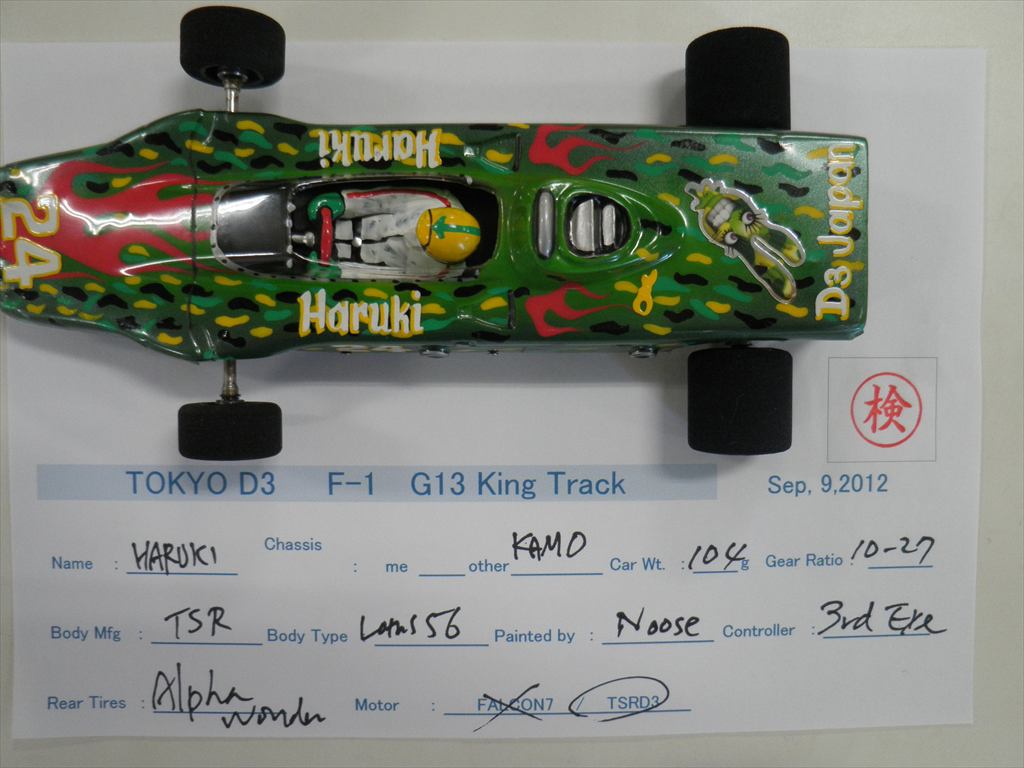 Haruki
24
Haruki
D3 Japan
検
TOKYO D3 F-1 G13 King Track Sep, 9,2012
Name : HARUKI Chassis : me other KAMO Car Wt. : 104 g Gear Ratio : 10-27
Body Mfg : TSR Body Type Lotus 56 Painted by : Noose Controller : 3rd Eye
Rear Tires : Alpha Wonder Motor : FALCON7 / TSRD3